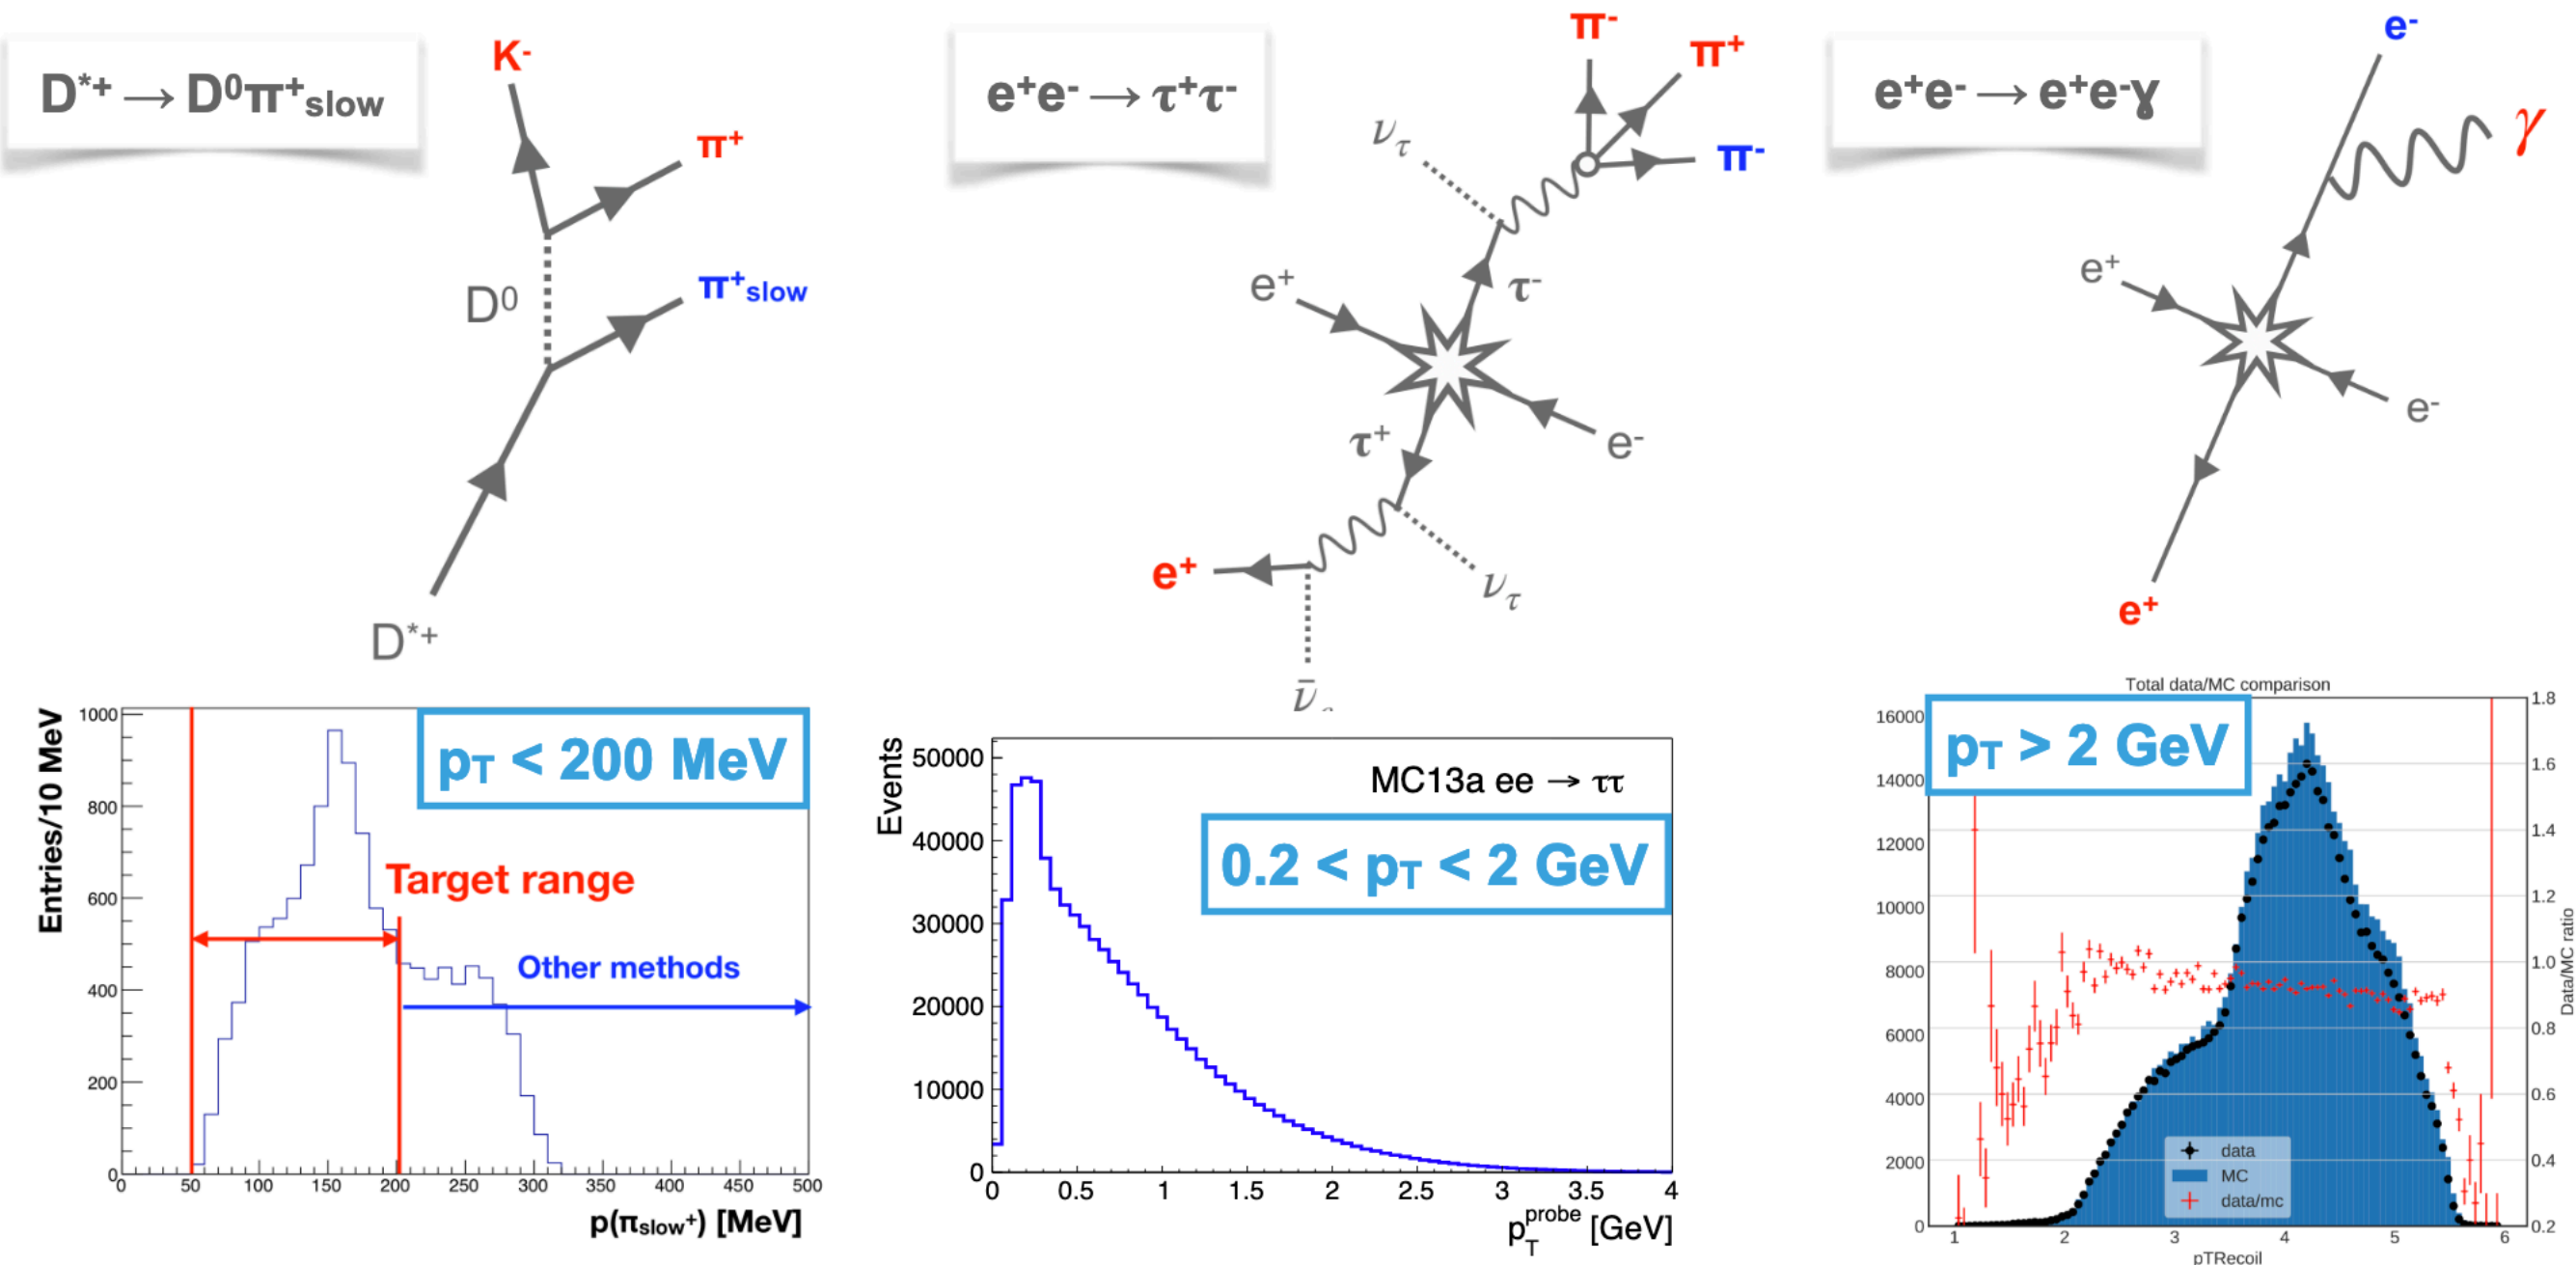 D*+ → D⁰π⁺slow
K-
π+
π+slow
D⁰
D*+
e+e- → τ+τ-
π-
π+
π-
ντ
e+
τ-
τ+
e-
e+
ντ
e+e- → e+e-γ
e-
γ
e+
e-
e+
Entries/10 MeV
1000
800
600
400
200
0
pT < 200 MeV
Target range
Other methods
0 50 100 150 200 250 300 350 400 450 500
p(πslow+) [MeV]
Events
50000
40000
30000
20000
10000
0
MC13a ee → ττ
0.2 < pT < 2 GeV
0 0.5 1 1.5 2 2.5 3 3.5 4
pT probe [GeV]
Total data/MC comparison
pT > 2 GeV
16000
14000
12000
10000
8000
6000
4000
2000
0
1.8
1.6
1.4
1.2
1.0
0.8
0.6
0.4
0.2
Data/MC ratio
data
MC
data/mc
1 2 3 4 5 6
pTRecoil